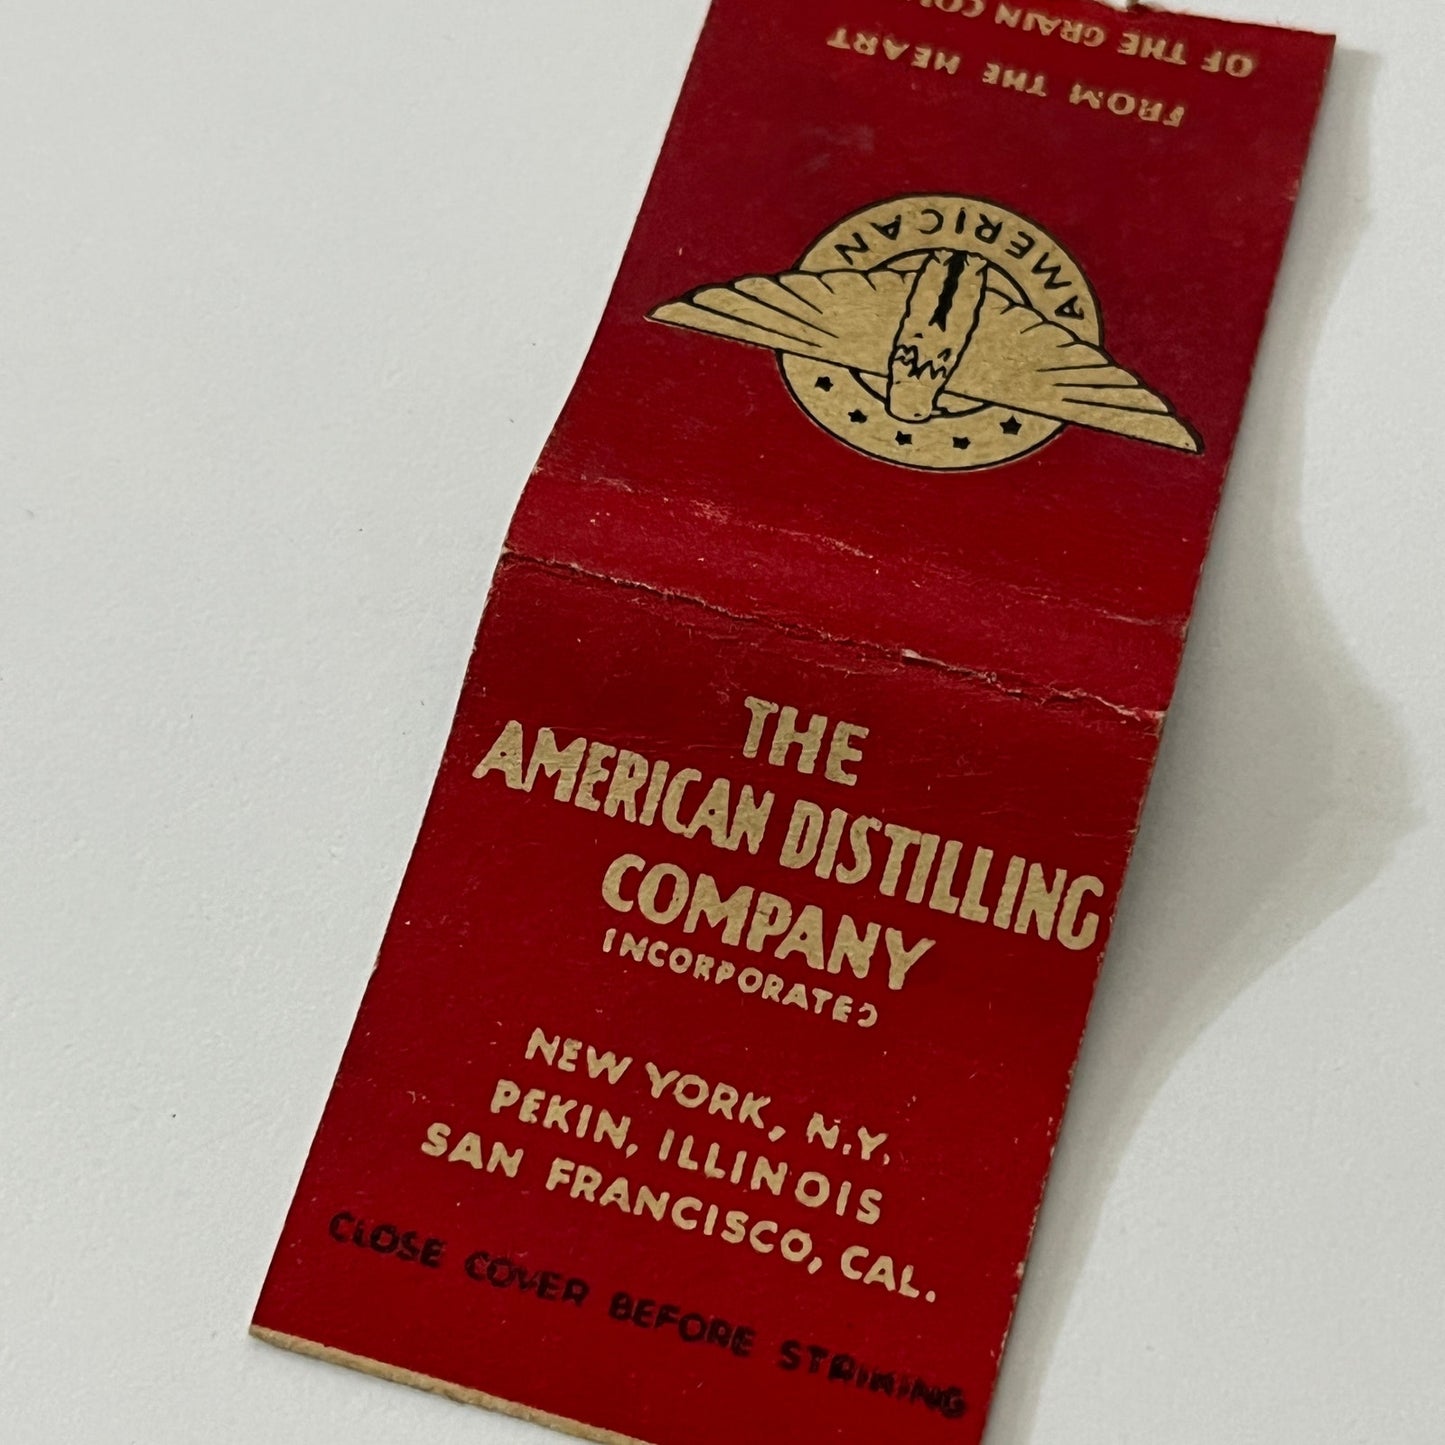 FROM THE HEART
OF THE GRAIN
AMERICAN
THE
AMERICAN DISTILLING
COMPANY
INCORPORATED
NEW YORK, N.Y.
PEKIN, ILLINOIS
SAN FRANCISCO, CAL.
CLOSE COVER BEFORE STRIKING